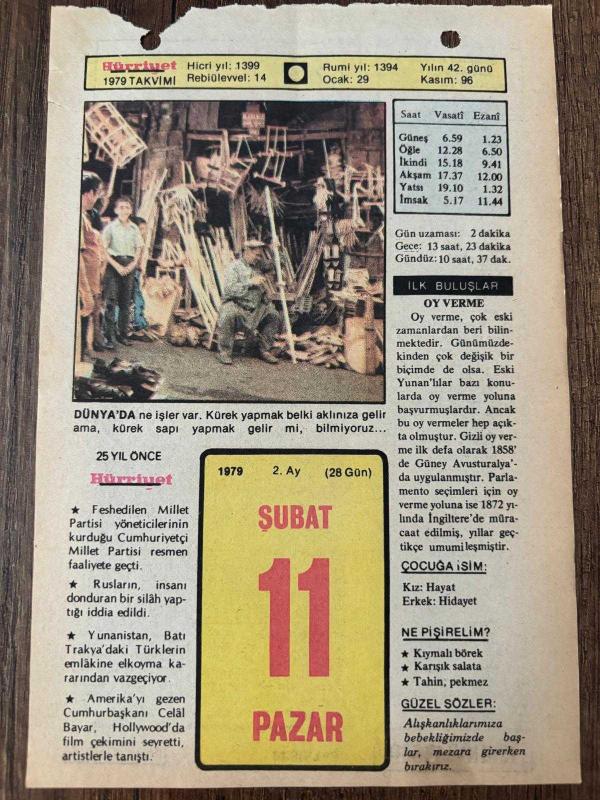 Hürriyet
1979 TAKVİMİ
Hicri yıl: 1399
Rebiülevvel: 14
Rumi yıl: 1394
Ocak: 29
Yılın 42. günü
Kasım: 96
Saat Vasatî Ezanî
Güneş 6.59 1.23
Öğle 12.28 6.50
İkindi 15.18 9.41
Akşam 17.37 12.00
Yatsı 19.10 1.32
İmsak 5.17 11.44
Gün uzaması: 2 dakika
Gece: 13 saat, 23 dakika
Gündüz: 10 saat, 37 dak.
DÜNYA'DA ne işler var. Kürek yapmak belki aklınıza gelir
ama, kürek sapı yapmak gelir mi, bilmiyoruz...
İLK BULUŞLAR
OY VERME
Oy verme, çok eski
zamanlardan beri bilin-
mektedir. Günümüzde-
kinden çok değişik bir
biçimde de olsa. Eski
Yunan'lılar bazı konu-
larda oy verme yoluna
başvurmuşlardır. Ancak
bu oy vermeler hep açık-
ta olmuştur. Gizli oy ver-
me ilk defa olarak 1858'
de Güney Avusturalya'-
da uygulanmıştır. Parla-
mento seçimleri için oy
verme yoluna ise 1872 yı-
lında İngiltere'de müra-
caat edilmiş, yıllar geç-
tikçe umumileşmiştir.
ÇOCUĞA İSİM:
Kız: Hayat
Erkek: Hidayet
NE PİŞİRELİM?
★ Kıymalı börek
★ Karışık salata
★ Tahin, pekmez
GÜZEL SÖZLER:
Alışkanlıklarımıza
bebekliğimizde baş-
lar, mezara girerken
bırakırız.
25 YIL ÖNCE
Hürriyet
★ Feshedilen Millet
Partisi yöneticilerinin
kurduğu Cumhuriyetçi
Millet Partisi resmen
faaliyete geçti.
★ Rusların, insanı
donduran bir silâh yap-
tığı iddia edildi.
★ Yunanistan, Batı
Trakya'daki Türklerin
emlâkine elkoyma ka-
rarından vazgeçiyor.
★ Amerika'yı gezen
Cumhurbaşkanı Celâl
Bayar, Hollywood'da
film çekimini seyretti,
artistlerle tanıştı.
1979 2. Ay (28 Gün)
ŞUBAT
11
PAZAR